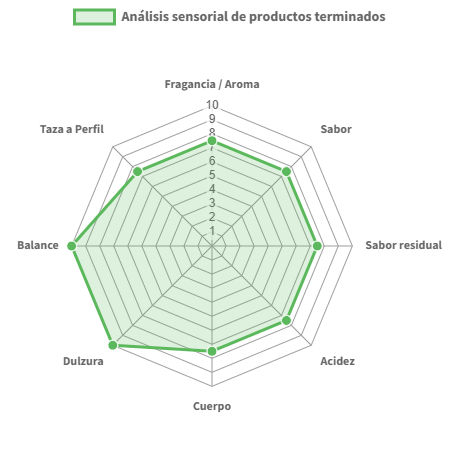 Análisis sensorial de productos terminados
Fragancia / Aroma
Taza a Perfil
Sabor
10
9
8
7
6
5
4
3
2
1
Balance
Sabor residual
Dulzura
Acidez
Cuerpo